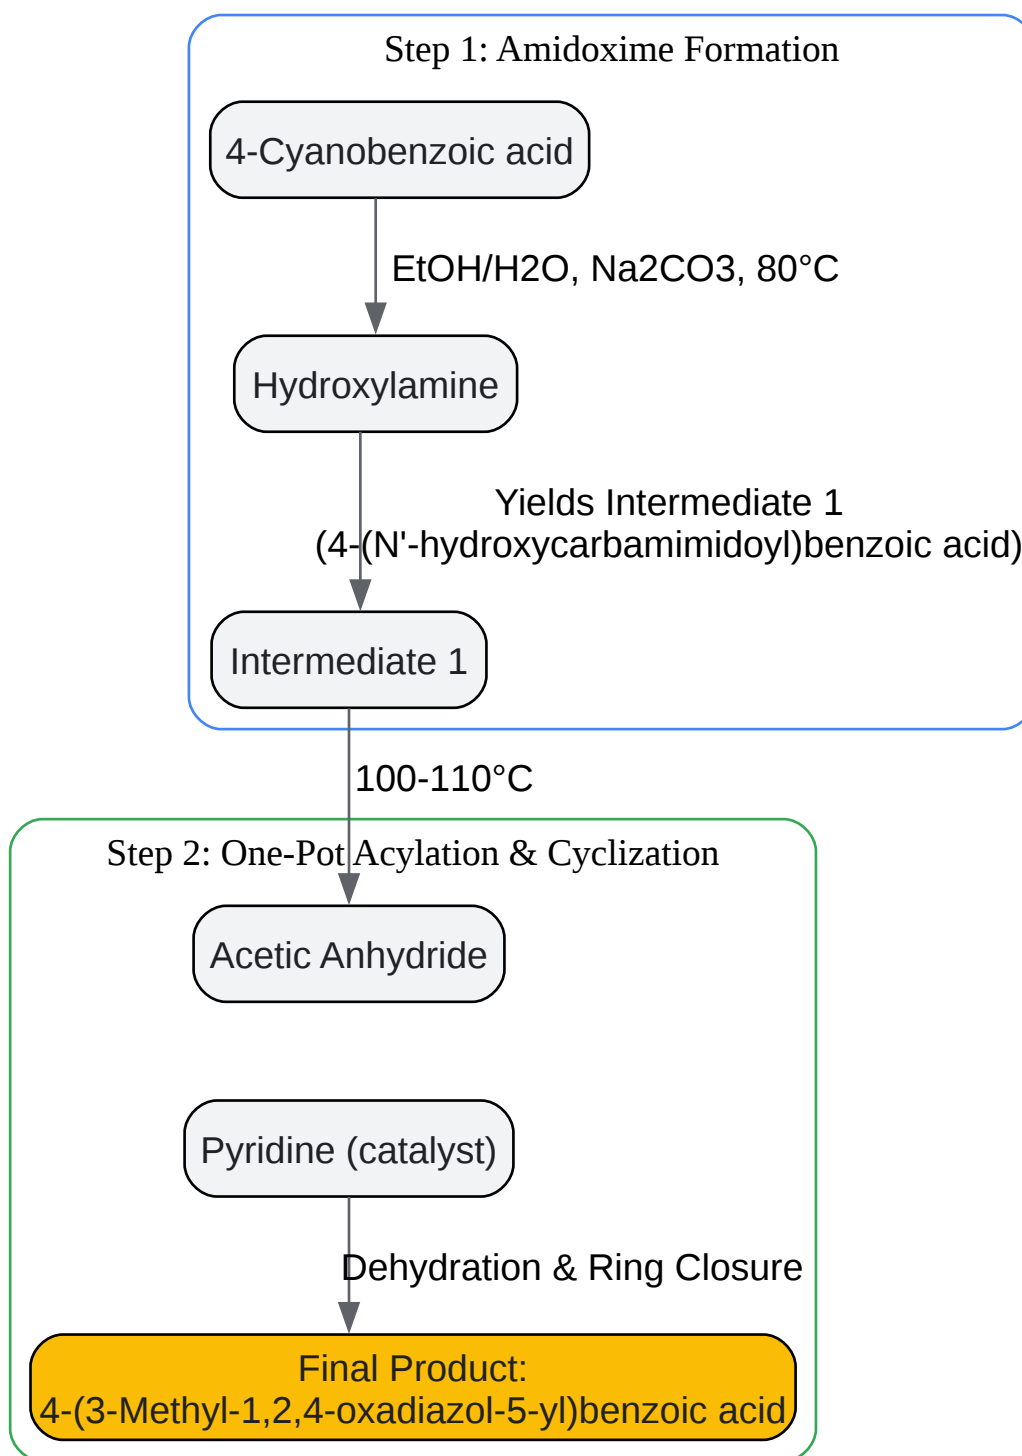 Step 1: Amidoxime Formation
4-Cyanobenzoic acid
EtOH/H2O, Na2CO3, 80°C
Hydroxylamine
Yields Intermediate 1
(4-(N'-hydroxycarbamimidoyl)benzoic acid)
Intermediate 1
100-110°C
Step 2: One-Pot Acylation & Cyclization
Acetic Anhydride
Pyridine (catalyst)
Dehydration & Ring Closure
Final Product:
4-(3-Methyl-1,2,4-oxadiazol-5-yl)benzoic acid